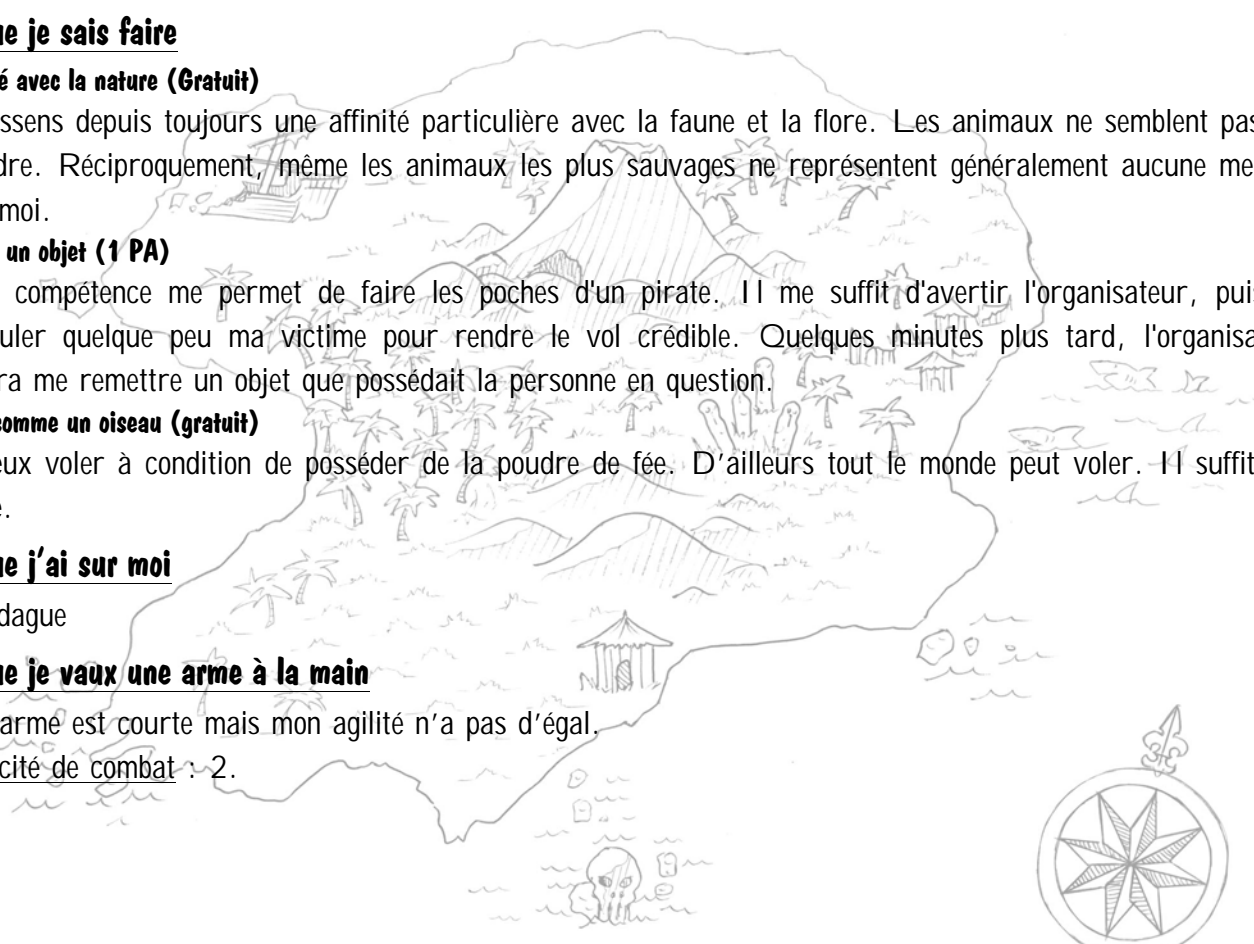 ue je sais faire
é avec la nature (Gratuit)
ssens depuis toujours une affinité particulière avec la faune et la flore. Les animaux ne semblent pas
dre. Réciproquement, même les animaux les plus sauvages ne représentent généralement aucune me
moi.
un objet (1 PA)
compétence me permet de faire les poches d'un pirate. Il me suffit d'avertir l'organisateur, puis
uler quelque peu ma victime pour rendre le vol crédible. Quelques minutes plus tard, l'organisa
ra me remettre un objet que possédait la personne en question.
comme un oiseau (gratuit)
eux voler à condition de posséder de la poudre de fée. D’ailleurs tout le monde peut voler. Il suffit
e.
ue j’ai sur moi
dague
ue je vaux une arme à la main
arme est courte mais mon agilité n’a pas d’égal.
cité de combat : 2.